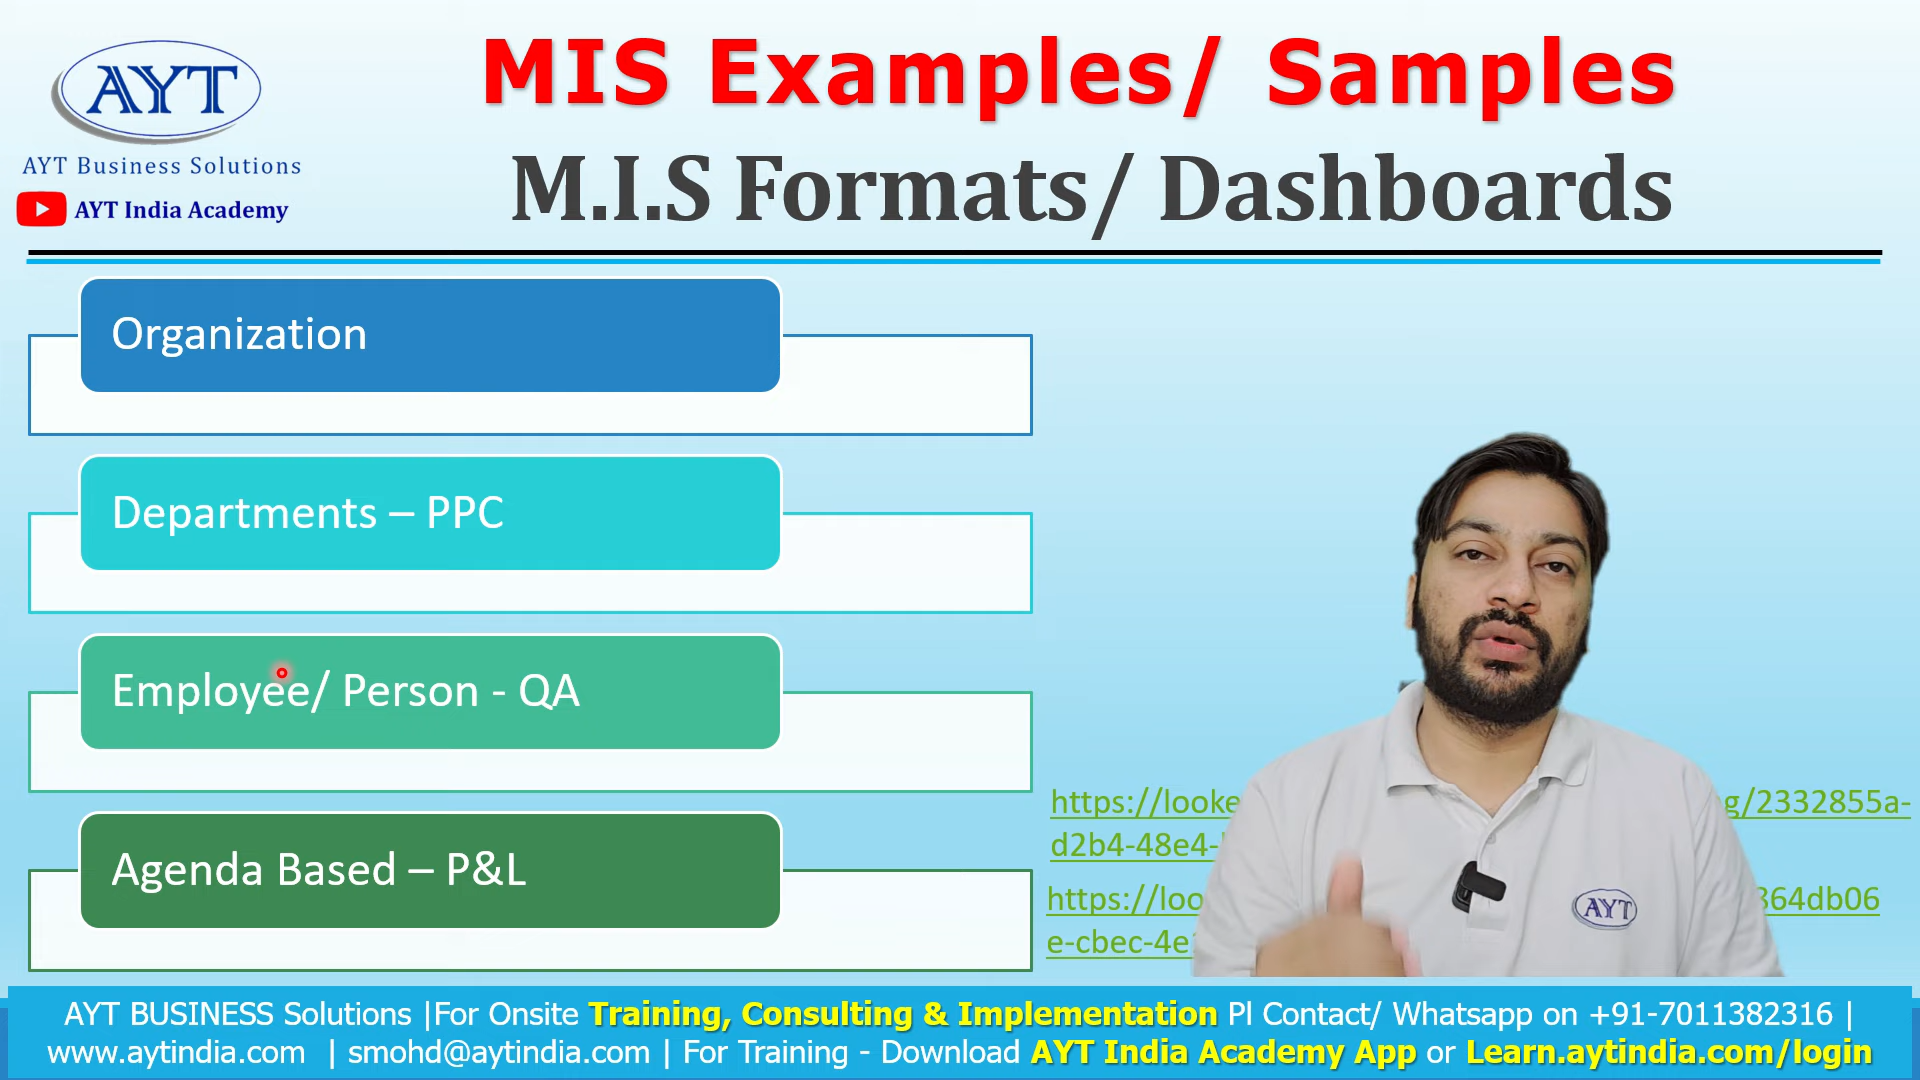 AYT
AYT Business Solutions
AYT India Academy
MIS Examples/ Samples
M.I.S Formats/ Dashboards
Organization
Departments – PPC
Employee/ Person - QA
Agenda Based – P&L
https://looke g/2332855a-
d2b4-48e4-
https://loo 364db06
e-cbec-4e
AYT
AYT BUSINESS Solutions |For Onsite Training, Consulting & Implementation Pl Contact/ Whatsapp on +91-7011382316 |
www.aytindia.com | smohd@aytindia.com | For Training - Download AYT India Academy App or Learn.aytindia.com/login